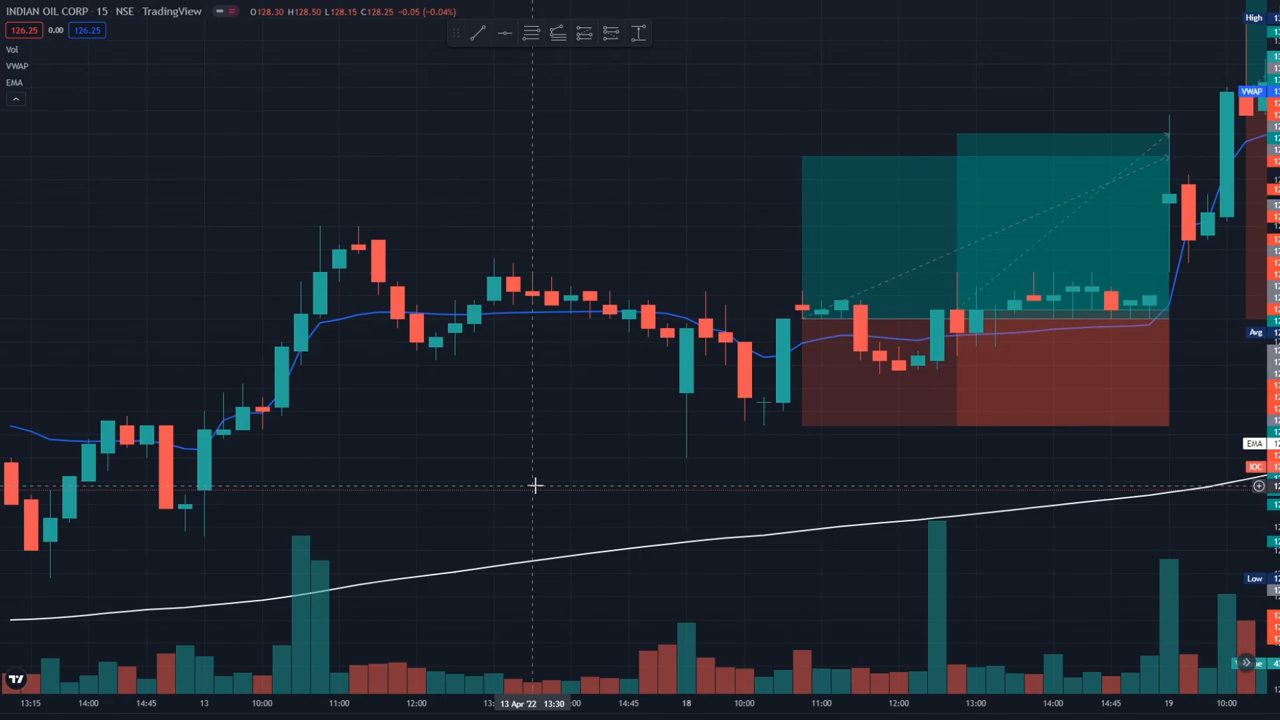 INDIAN OIL CORP · 15 NSE TradingView O128.30 H128.50 L128.15 C128.25 -0.05 (-0.04%)
126.25 0.00 126.25
Vol
VWAP
EMA
High
VWAP
Avg
EMA
IOC
Low
13:15 14:00 14:45 13 10:00 11:00 12:00 13 Apr '22 13:30 14:45 18 10:00 11:00 12:00 13:00 14:00 14:45 19 10:00